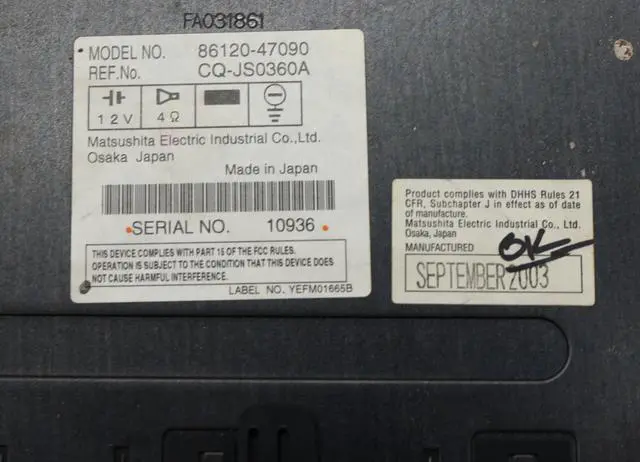 FA031861
MODEL NO. 86120-47090
REF.No. CQ-JS0360A
12V 4Ω
Matsushita Electric Industrial Co.,Ltd.
Osaka Japan
Made in Japan
SERIAL NO. 10936
THIS DEVICE COMPLIES WITH PART 15 OF THE FCC RULES.
OPERATION IS SUBJECT TO THE CONDITION THAT THIS DEVICE DOES
NOT CAUSE HARMFUL INTERFERENCE.
LABEL NO. YEFM01665B
Product complies with DHHS Rules 21
CFR, Subchapter J in effect as of date
of manufacture.
Matsushita Electric Industrial Co., Ltd.
Osaka, Japan
MANUFACTURED
OK
SEPTEMBER 2003